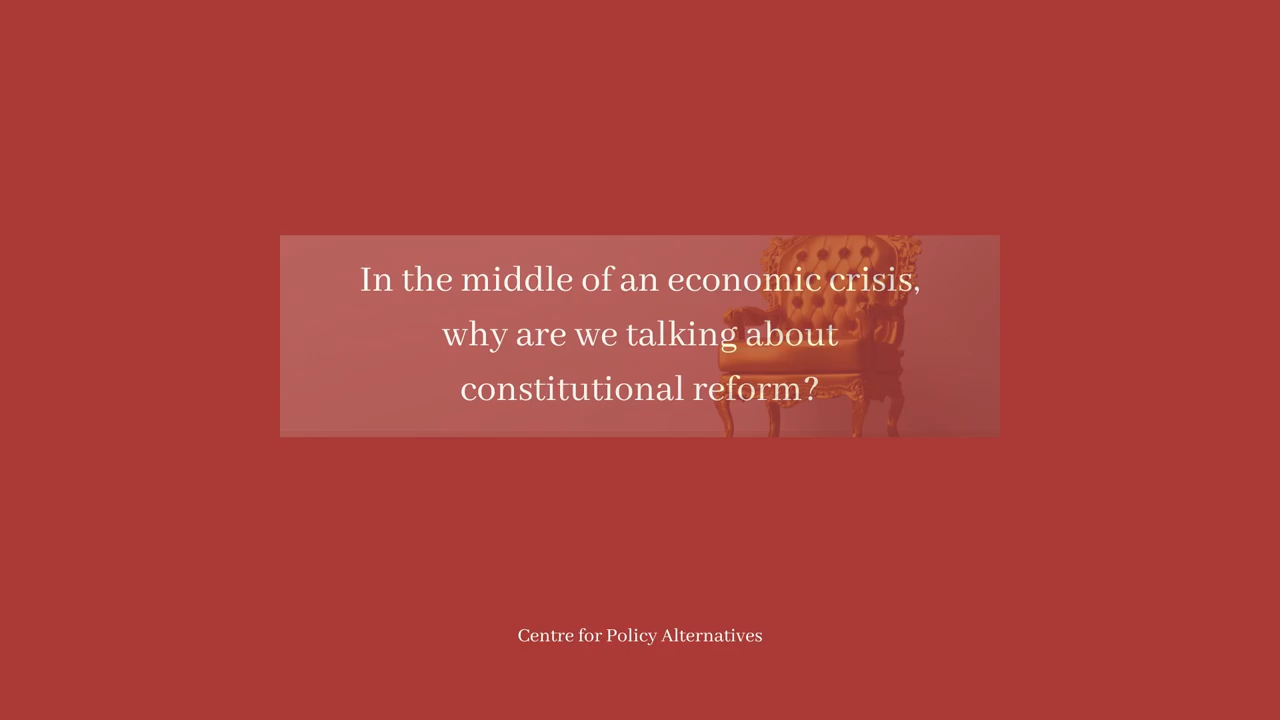 In the middle of an economic crisis,
why are we talking about
constitutional reform?
Centre for Policy Alternatives